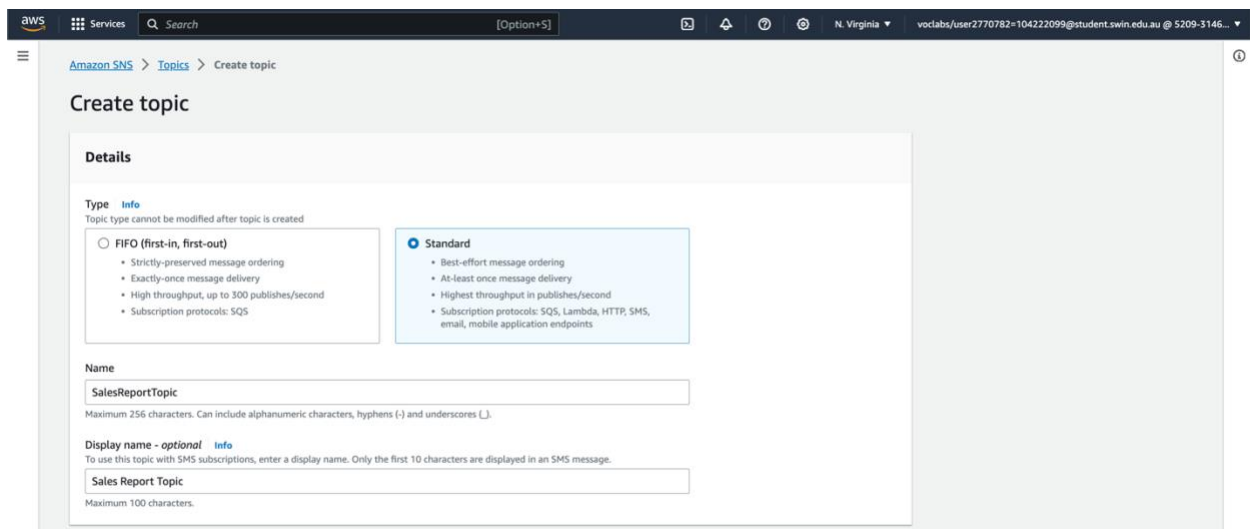 aws Services Search [Option+S] N. Virginia voclabs/user2770782=104222099@student.swin.edu.au @ 5209-3146...
Amazon SNS > Topics > Create topic
Create topic
Details
Type Info
Topic type cannot be modified after topic is created
FIFO (first-in, first-out)
• Strictly-preserved message ordering
• Exactly-once message delivery
• High throughput, up to 300 publishes/second
• Subscription protocols: SQS
Standard
• Best-effort message ordering
• At-least once message delivery
• Highest throughput in publishes/second
• Subscription protocols: SQS, Lambda, HTTP, SMS,
email, mobile application endpoints
Name
SalesReportTopic
Maximum 256 characters. Can include alphanumeric characters, hyphens (-) and underscores (_).
Display name - optional Info
To use this topic with SMS subscriptions, enter a display name. Only the first 10 characters are displayed in an SMS message.
Sales Report Topic
Maximum 100 characters.